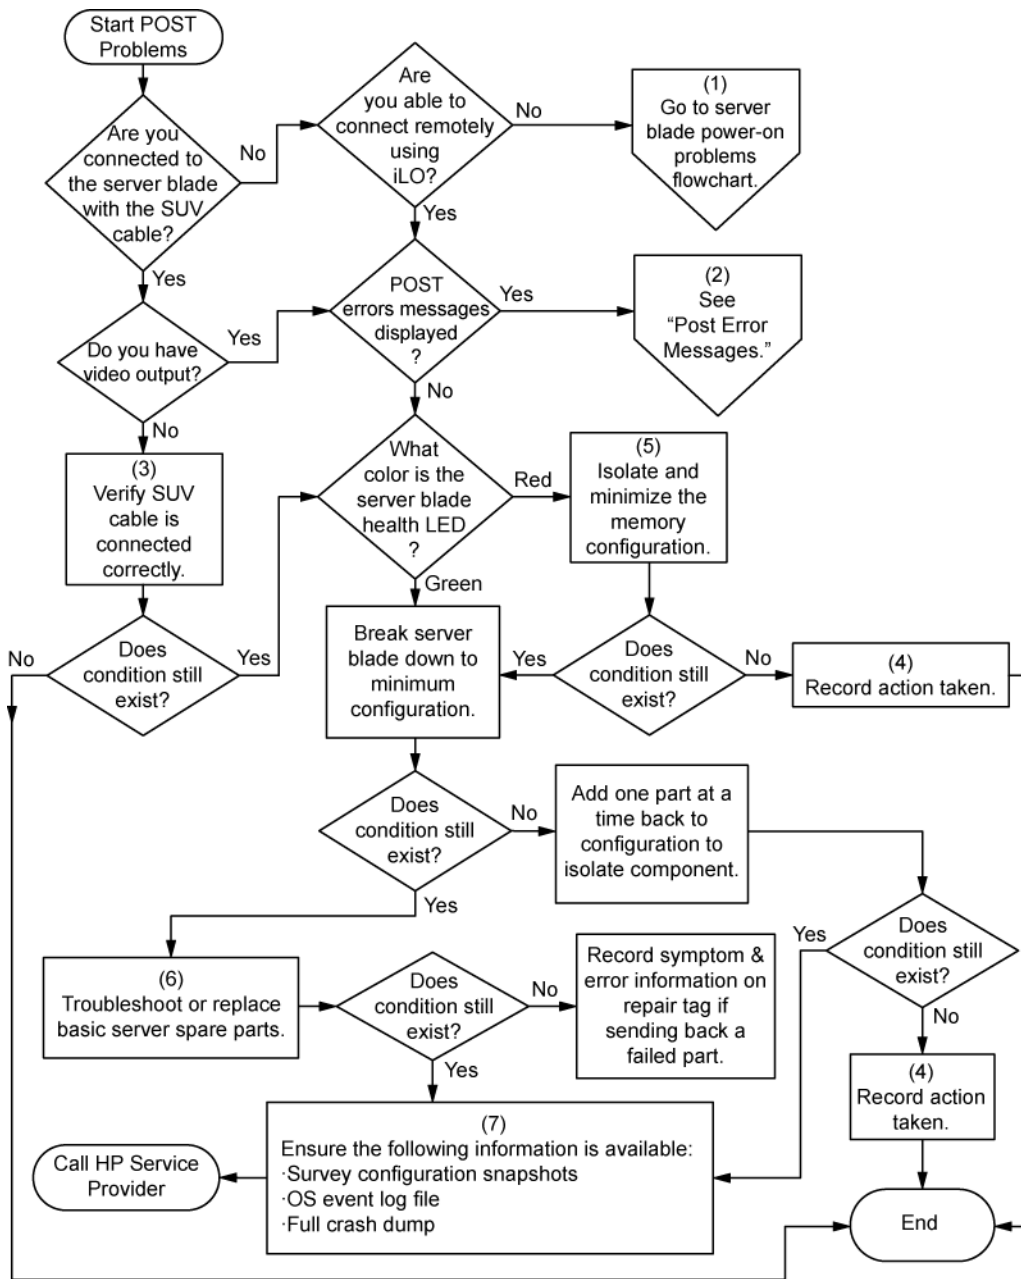 Start POST
Problems
Are you
connected to
the server blade
with the SUV
cable?
No
Yes
Are
you able to
connect remotely
using
iLO?
No
Yes
(1)
Go to server
blade power-on
problems
flowchart.
Do you have
video output?
Yes
No
POST
errors messages
displayed
?
Yes
No
(2)
See
“Post Error
Messages.”
(3)
Verify SUV
cable is
connected
correctly.
What
color is the
server blade
health LED
?
Red
Green
(5)
Isolate and
minimize the
memory
configuration.
Does
condition still
exist?
No
Yes
Break server
blade down to
minimum
configuration.
Does
condition still
exist?
Yes
No
(4)
Record action taken.
Does
condition still
exist?
No
Yes
Add one part at a
time back to
configuration to
isolate component.
Does
condition still
exist?
Yes
No
(6)
Troubleshoot or replace
basic server spare parts.
Does
condition still
exist?
No
Yes
Record symptom &
error information on
repair tag if
sending back a
failed part.
(4)
Record action
taken.
(7)
Ensure the following information is available:
·Survey configuration snapshots
·OS event log file
·Full crash dump
Call HP Service
Provider
End